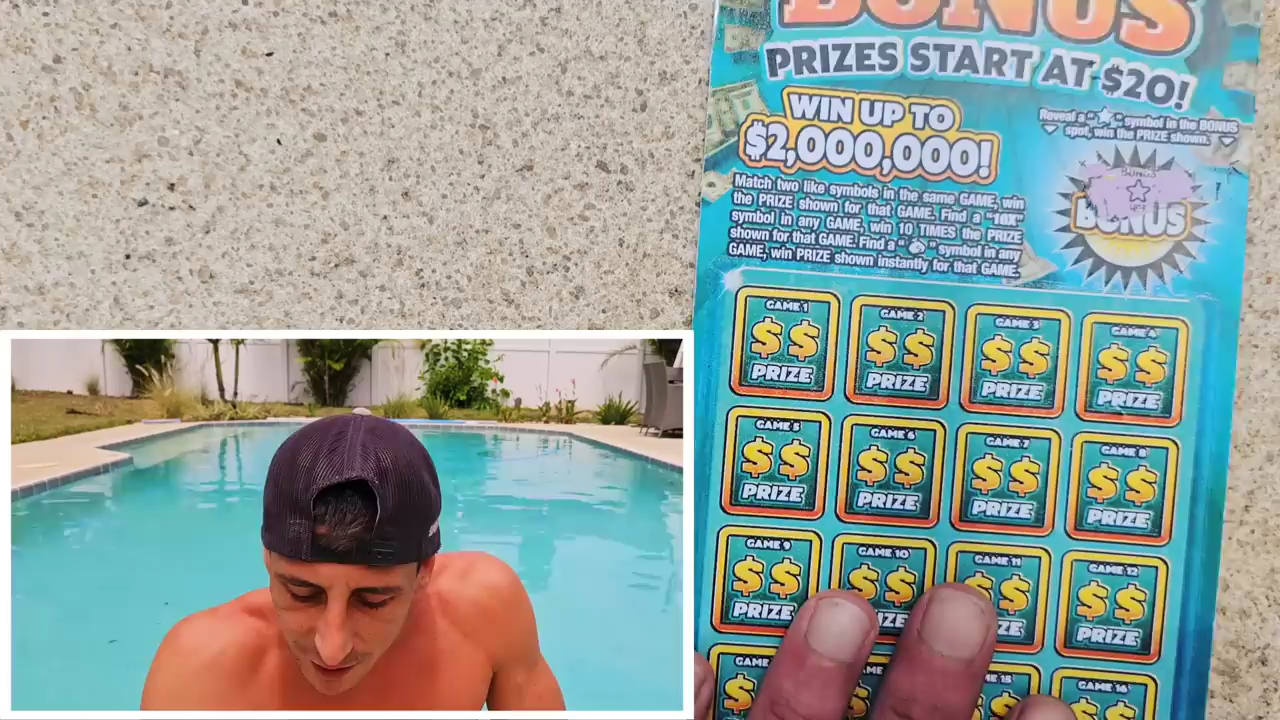 BONUS
PRIZES START AT $20!
WIN UP TO
$2,000,000!
Reveal a "⭐" symbol in the BONUS
spot, win the PRIZE shown.
Match two like symbols in the same GAME, win
the PRIZE shown for that GAME. Find a "10X"
symbol in any GAME, win 10 TIMES the PRIZE
shown for that GAME. Find a "💰" symbol in any
GAME, win PRIZE shown instantly for that GAME.
Bonus
BONUS
GAME 1 GAME 2 GAME 3 GAME 4
$$ $$ $$ $$
PRIZE PRIZE PRIZE PRIZE
GAME 5 GAME 6 GAME 7 GAME 8
$$ $$ $$ $$
PRIZE PRIZE PRIZE PRIZE
GAME 9 GAME 10 GAME 11 GAME 12
$$ $$ $$ $$
PRIZE PRIZE
GAME GAME 16
$ $$